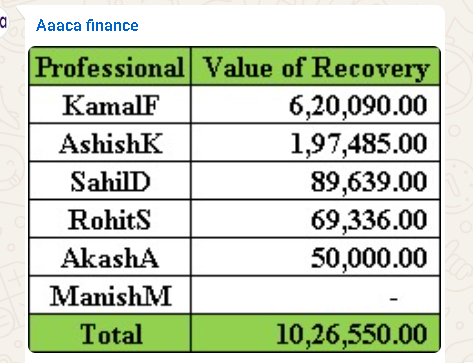 Aaaca finance
Professional Value of Recovery
KamalF 6,20,090.00
AshishK 1,97,485.00
SahilD 89,639.00
RohitS 69,336.00
AkashA 50,000.00
ManishM -
Total 10,26,550.00